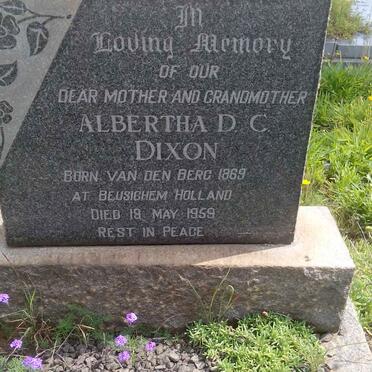 In
Loving Memory
OF OUR
DEAR MOTHER AND GRANDMOTHER
ALBERTHA D. C.
DIXON
BORN VAN DEN BERG 1869
AT BEUSICHEM HOLLAND
DIED 19 MAY 1959
REST IN PEACE